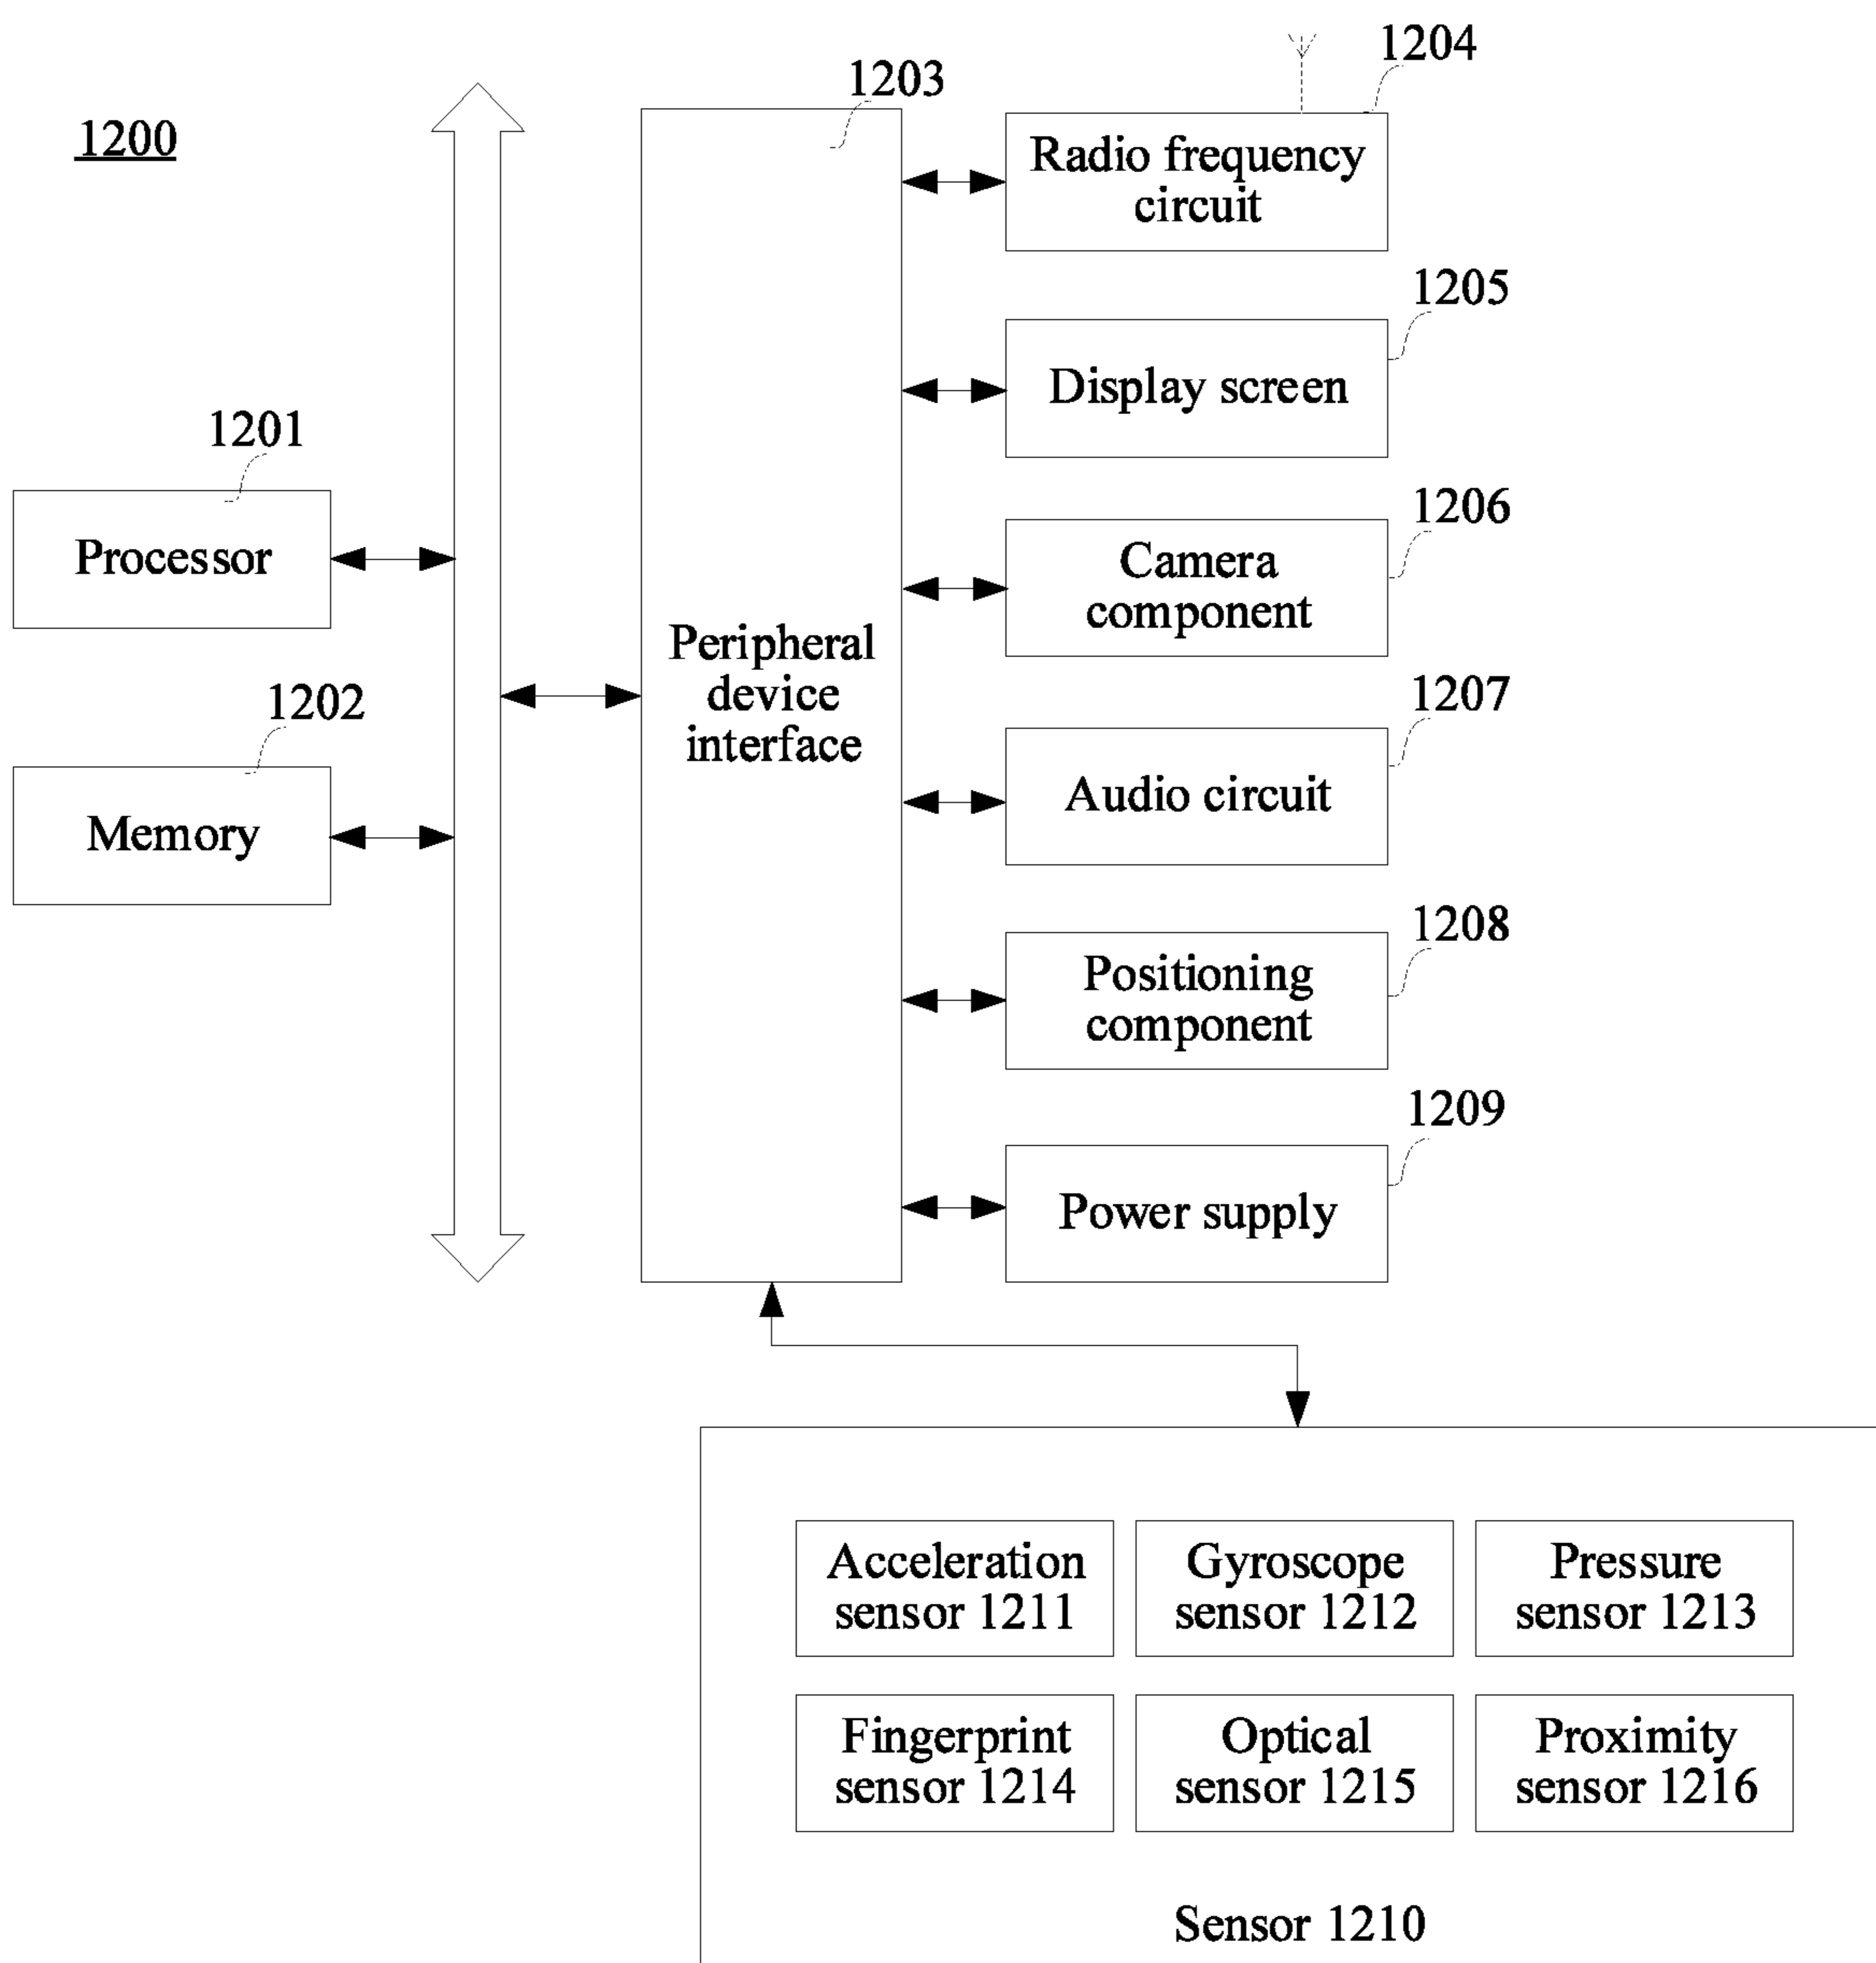 1200
1203
1204
Radio frequency
circuit
1205
Display screen
1201
Processor
1206
Camera
component
Peripheral
device
interface
1202
Memory
1207
Audio circuit
1208
Positioning
component
1209
Power supply
Acceleration
sensor 1211
Gyroscope
sensor 1212
Pressure
sensor 1213
Fingerprint
sensor 1214
Optical
sensor 1215
Proximity
sensor 1216
Sensor 1210